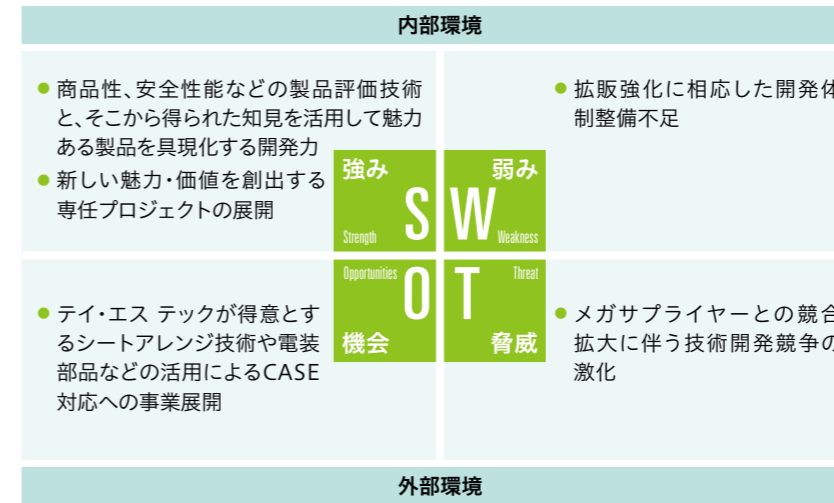 内部環境
● 商品性、安全性能などの製品評価技術
と、そこから得られた知見を活用して魅力
ある製品を具現化する開発力
● 新しい魅力・価値を創出する
専任プロジェクトの展開
強み
S
Strength
弱み
W
Weakness
● 拡販強化に相応した開発体
制整備不足
Opportunities
O
機会
Threat
T
脅威
● テイ・エス テックが得意とす
るシートアレンジ技術や電装
部品などの活用によるCASE
対応への事業展開
● メガサプライヤーとの競合
拡大に伴う技術開発競争の
激化
外部環境